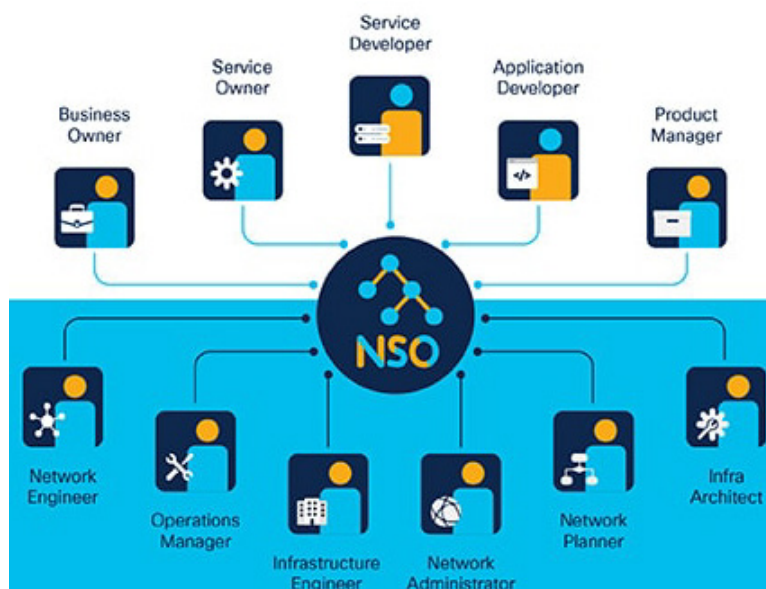 Service
Developer
Service
Owner
Application
Developer
Business
Owner
Product
Manager
</>
NSO
Network
Engineer
Operations
Manager
Infrastructure
Engineer
Network
Administrator
Network
Planner
Infra
Architect